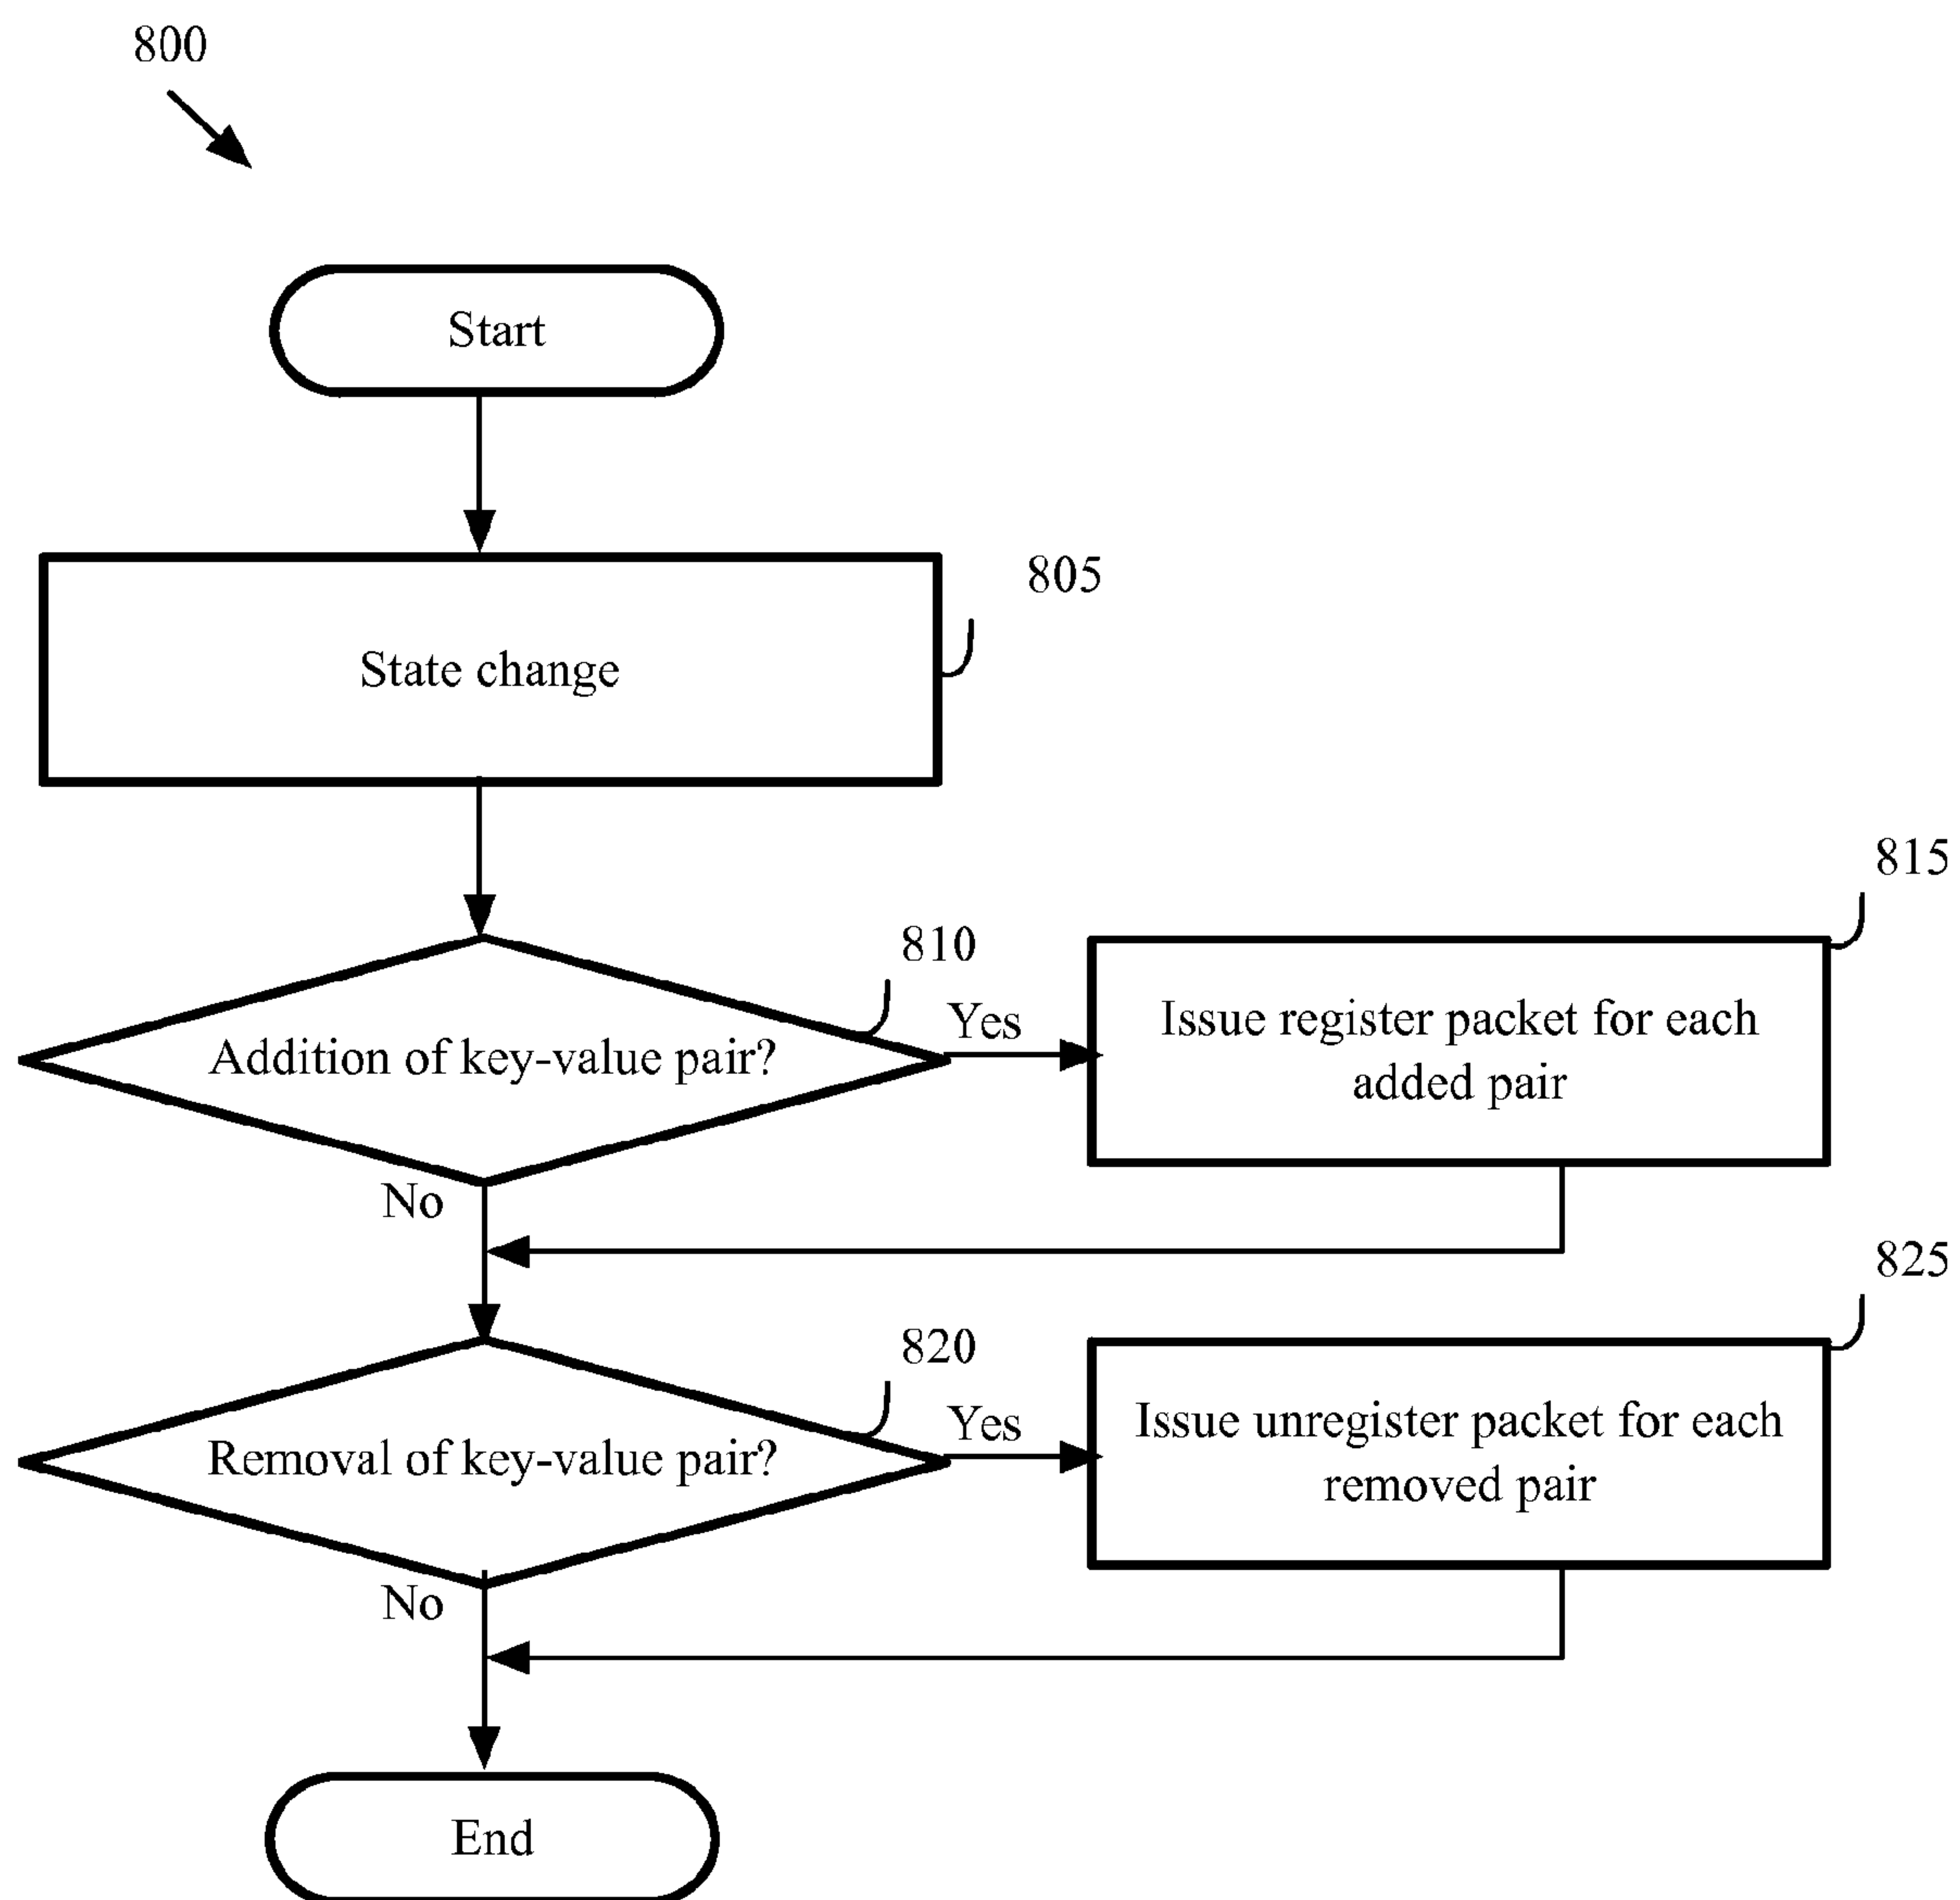 800
Start
805
State change
815
810
Yes
Addition of key-value pair?
Issue register packet for each
added pair
No
825
820
Yes
Removal of key-value pair?
Issue unregister packet for each
removed pair
No
End